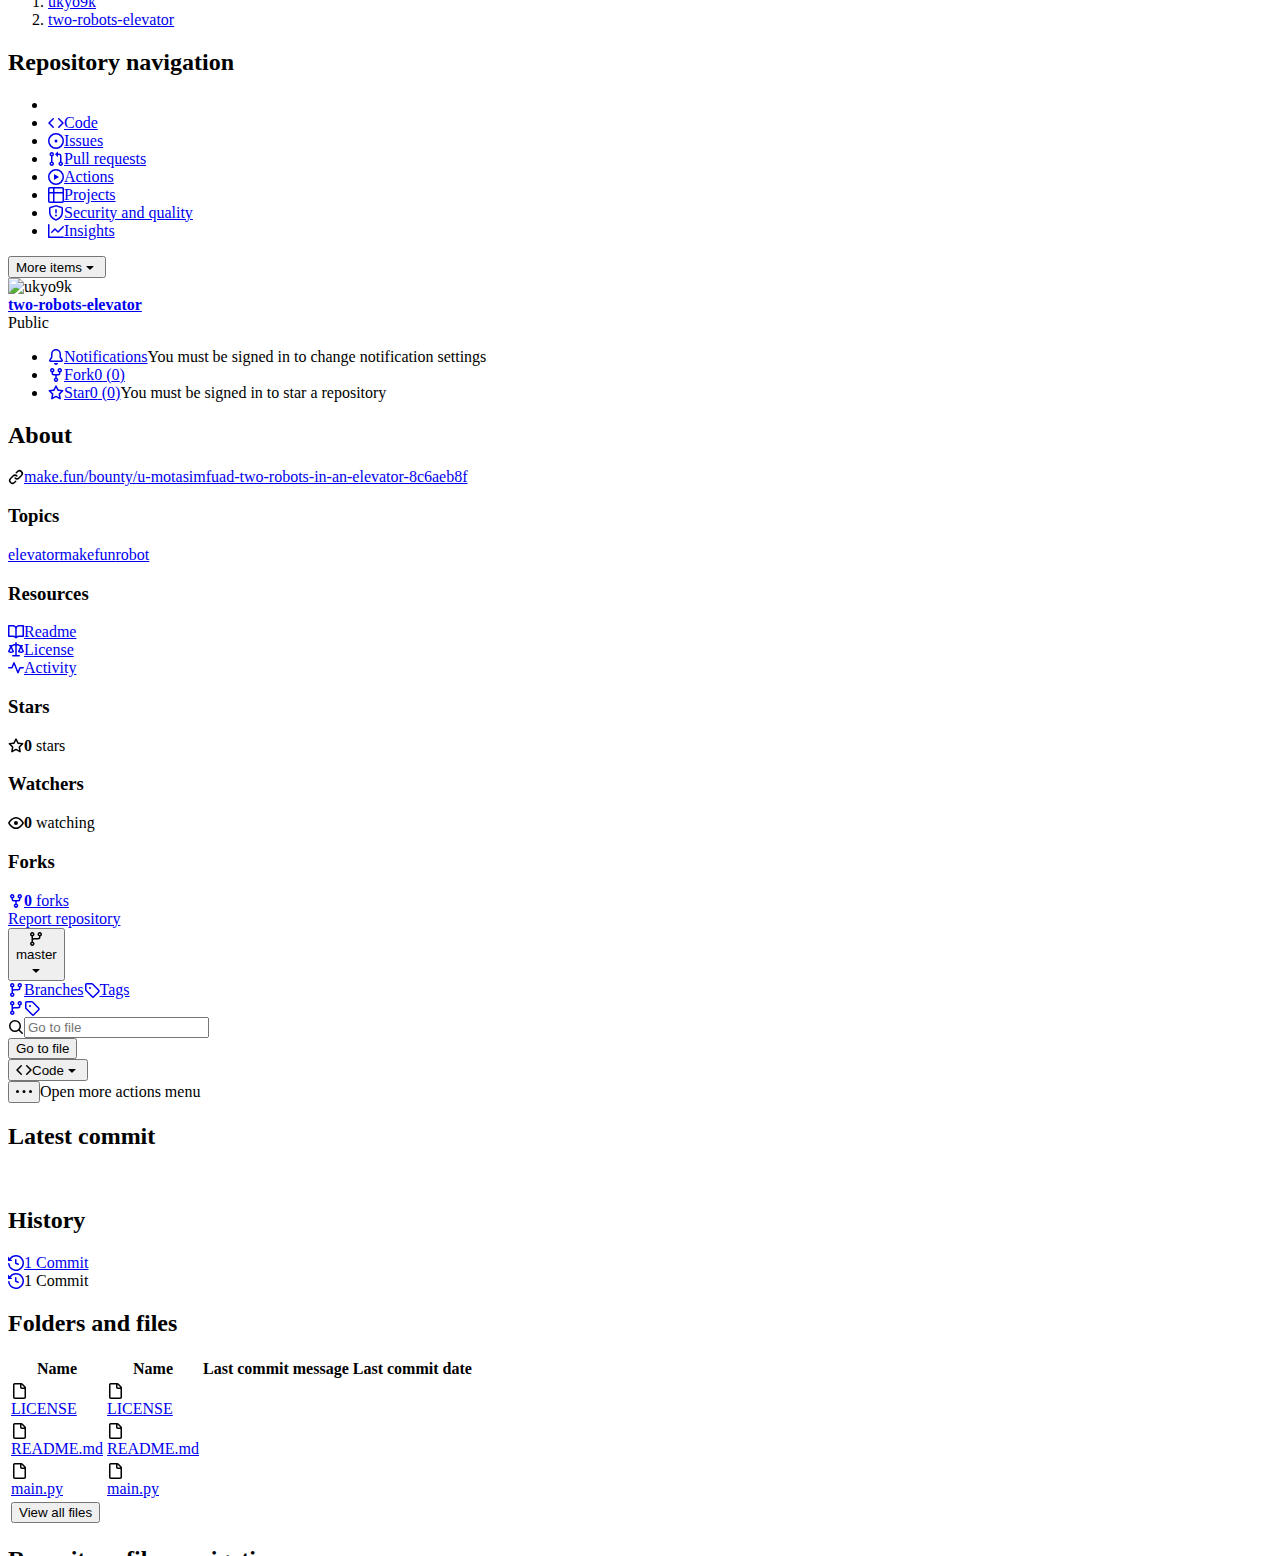 1. ukyo9k
2. two-robots-elevator
Repository navigation
Code
Issues
Pull requests
Actions
Projects
Security and quality
Insights
More items
ukyo9k
two-robots-elevator
Public
NotificationsYou must be signed in to change notification settings
Fork0 (0)
Star0 (0)You must be signed in to star a repository
About
make.fun/bounty/u-motasimfuad-two-robots-in-an-elevator-8c6aeb8f
Topics
elevatormakefunrobot
Resources
Readme
License
Activity
Stars
0 stars
Watchers
0 watching
Forks
0 forks
Report repository
master
Branches Tags
Go to file
Go to file
Code
Open more actions menu
Latest commit
History
1 Commit
1 Commit
Folders and files
Name Name Last commit message Last commit date
LICENSE LICENSE
README.md README.md
main.py main.py
View all files